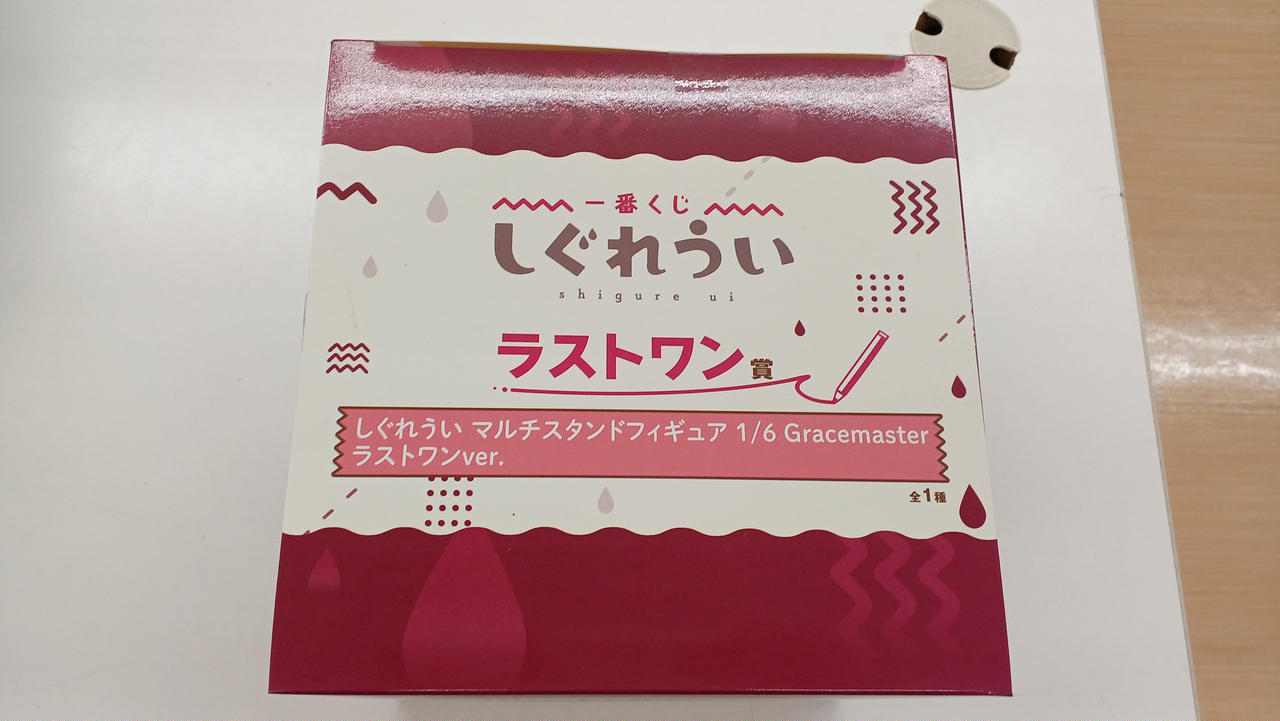 一番くじ
しぐれうい
shigure ui
ラストワン賞
しぐれうい マルチスタンドフィギュア 1/6 Gracemaster
ラストワンver.
全1種